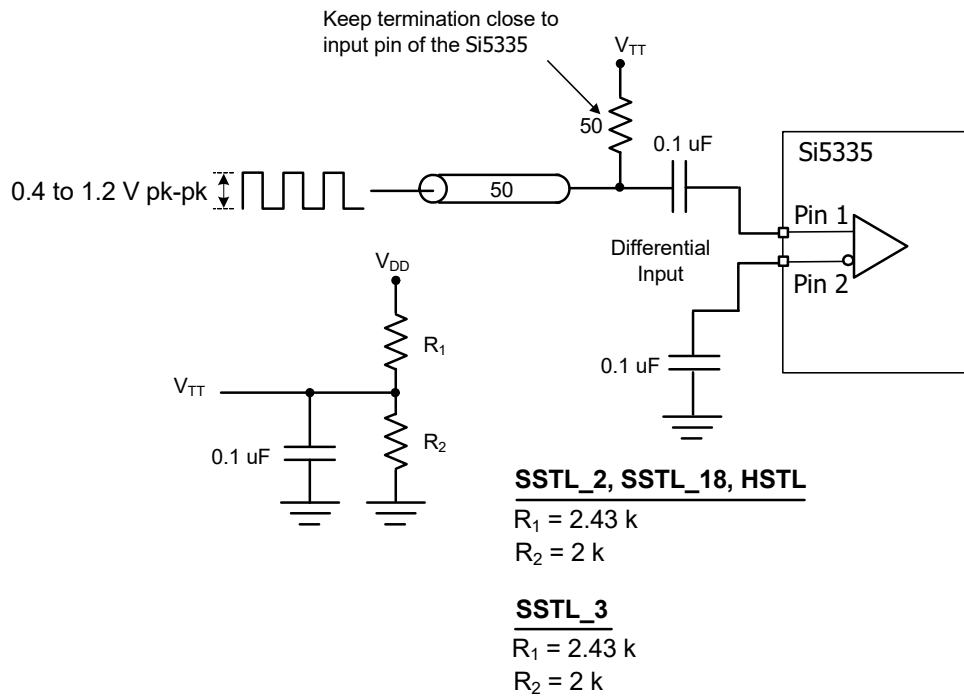 Keep termination close to
input pin of the Si5335
VTT
50
0.1 uF
Si5335
0.4 to 1.2 V pk-pk
50
Pin 1
Differential
Input
Pin 2
VDD
R1
0.1 uF
VTT
R2
0.1 uF
SSTL_2, SSTL_18, HSTL
R1 = 2.43 k
R2 = 2 k
SSTL_3
R1 = 2.43 k
R2 = 2 k